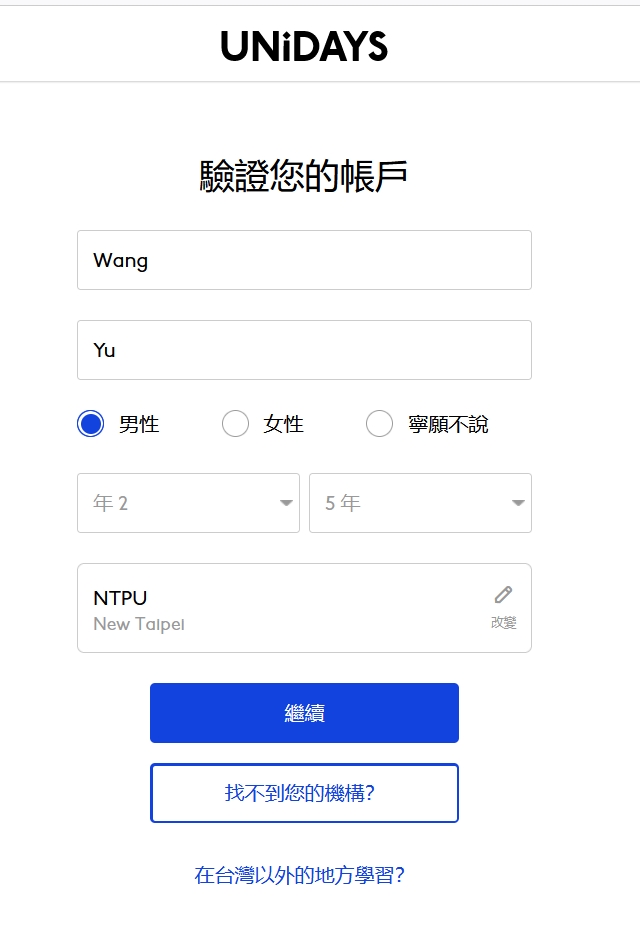 UNiDAYS
驗證您的帳戶
Wang
Yu
男性 女性 寧願不說
年 2 5 年
NTPU
New Taipei
改變
繼續
找不到您的機構?
在台灣以外的地方學習?